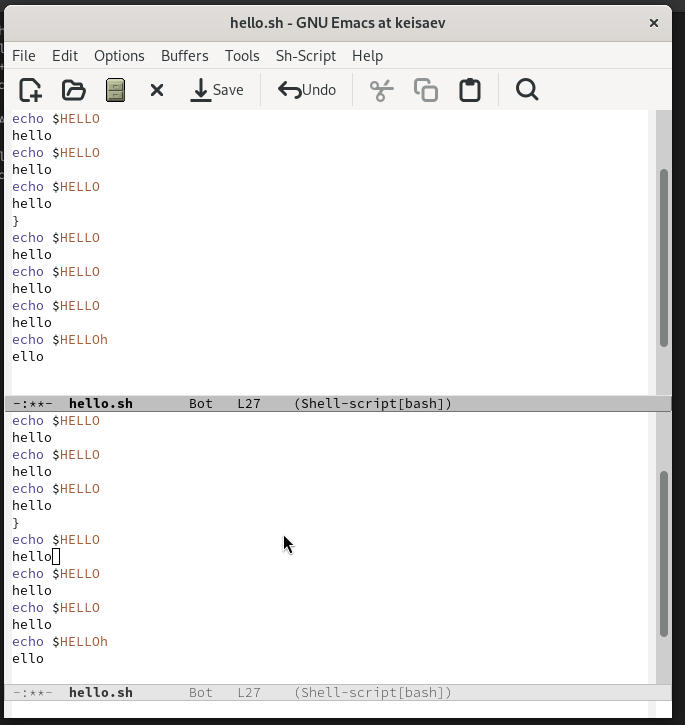 hello.sh - GNU Emacs at keisaev
File Edit Options Buffers Tools Sh-Script Help
Save Undo
echo $HELLO
hello
echo $HELLO
hello
echo $HELLO
hello
}
echo $HELLO
hello
echo $HELLO
hello
echo $HELLO
hello
echo $HELLOh
ello
-:**- hello.sh Bot L27 (Shell-script[bash])
echo $HELLO
hello
echo $HELLO
hello
echo $HELLO
hello
}
echo $HELLO
hello
echo $HELLO
hello
echo $HELLO
hello
echo $HELLOh
ello
-:**- hello.sh Bot L27 (Shell-script[bash])